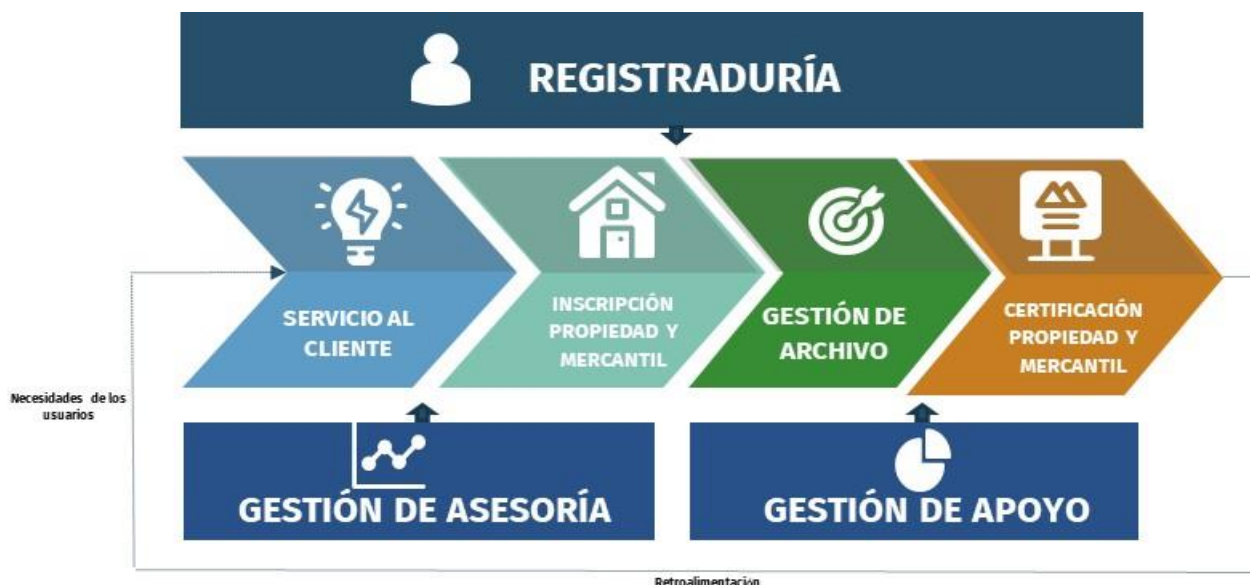 REGISTRADURÍA
SERVICIO AL
CLIENTE
INSCRIPCIÓN
PROPIEDAD Y
MERCANTIL
GESTIÓN DE
ARCHIVO
CERTIFICACIÓN
PROPIEDAD Y
MERCANTIL
Necesidades de los
usuarios
GESTIÓN DE ASESORÍA
GESTIÓN DE APOYO
Retroalimentación